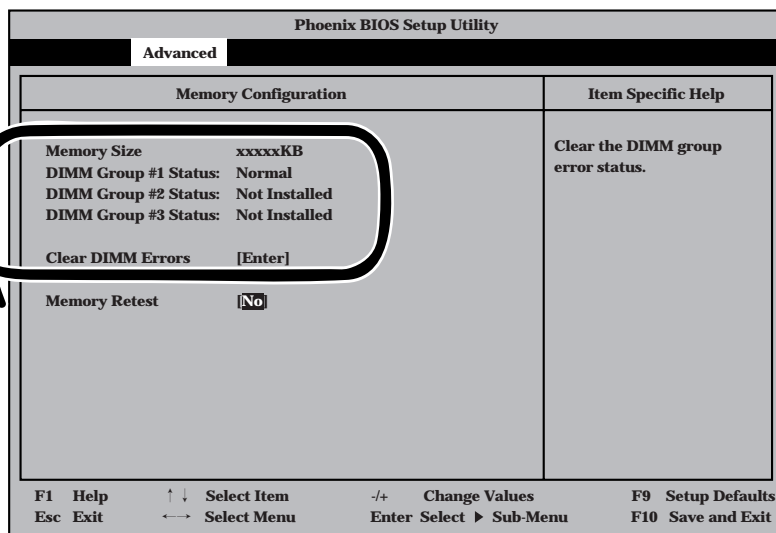 Phoenix BIOS Setup Utility
Advanced
Memory Configuration
Item Specific Help
Memory Size xxxxxKB
DIMM Group #1 Status: Normal
DIMM Group #2 Status: Not Installed
DIMM Group #3 Status: Not Installed
Clear DIMM Errors [Enter]
Memory Retest [No]
Clear the DIMM group
error status.
F1 Help ↑↓ Select Item -/+ Change Values F9 Setup Defaults
Esc Exit ←→ Select Menu Enter Select ▶ Sub-Menu F10 Save and Exit